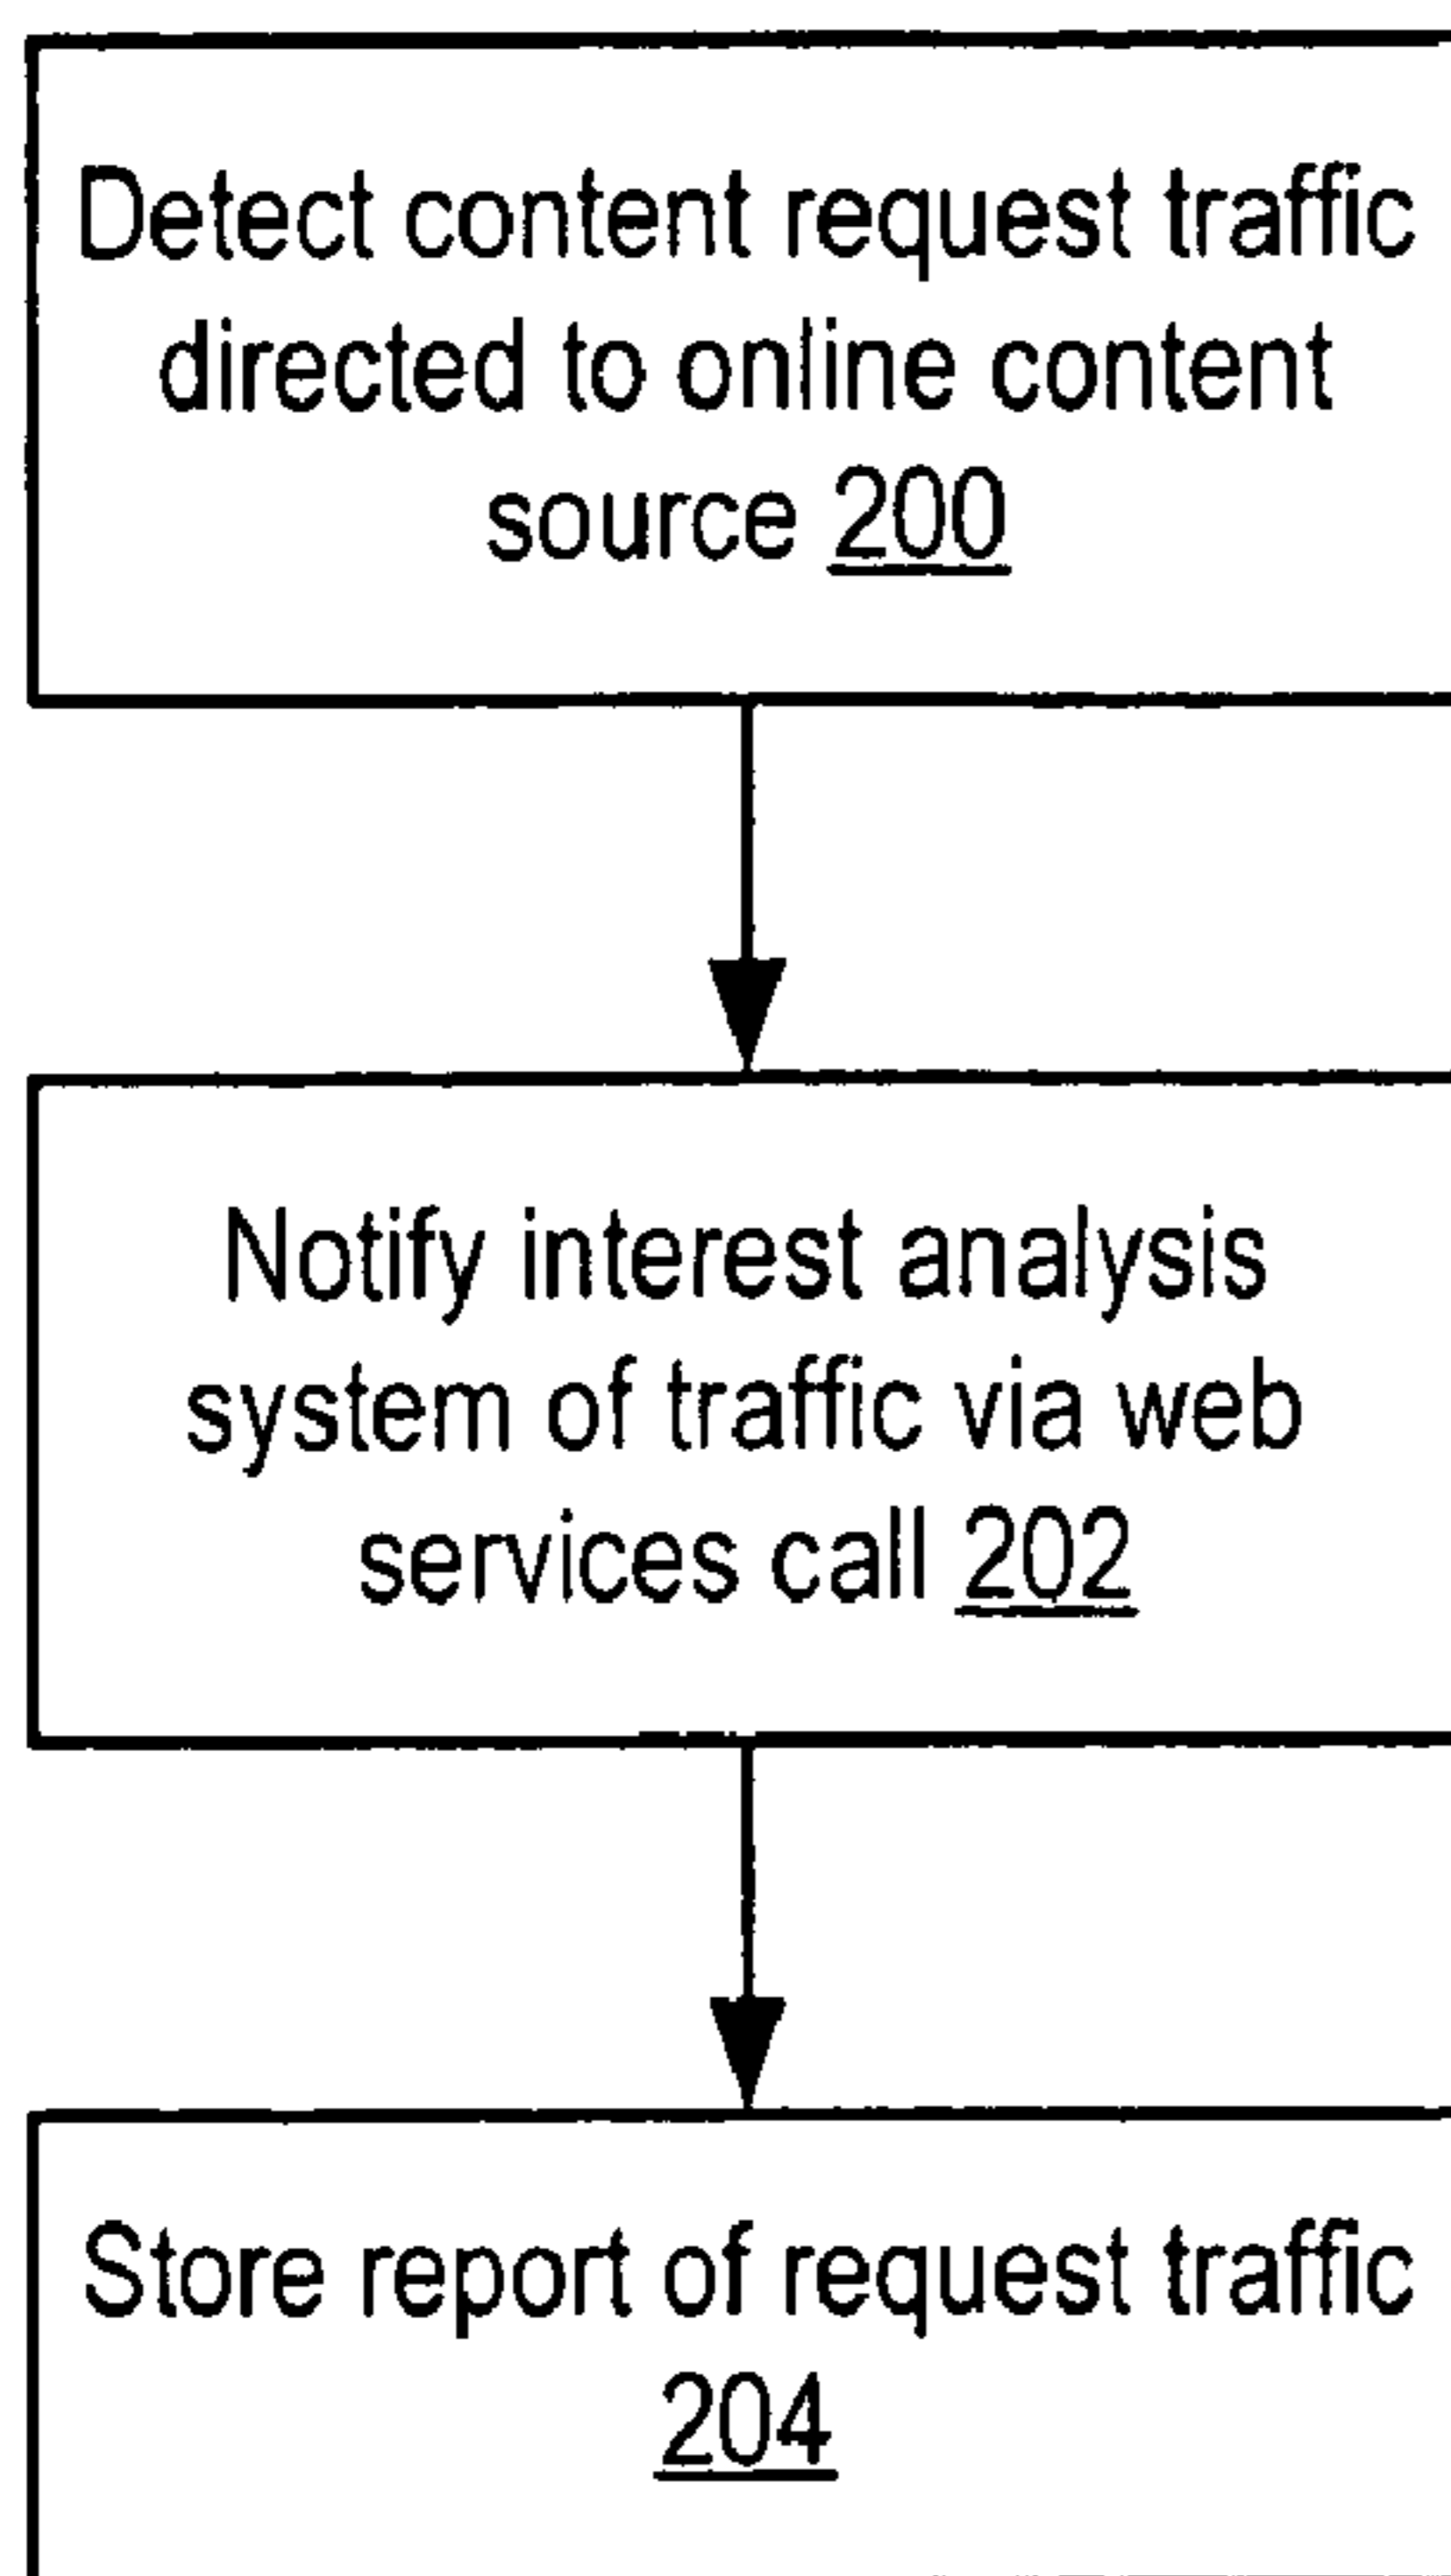 Detect content request traffic
directed to online content
source 200
Notify interest analysis
system of traffic via web
services call 202
Store report of request traffic
204